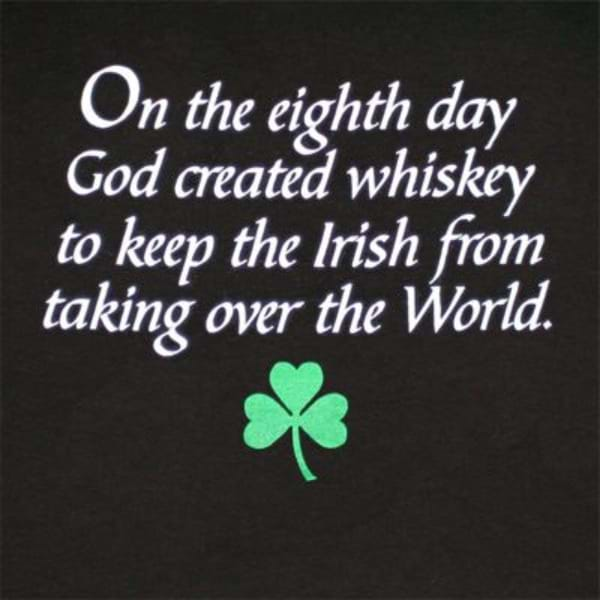 On the eighth day
God created whiskey
to keep the Irish from
taking over the World.